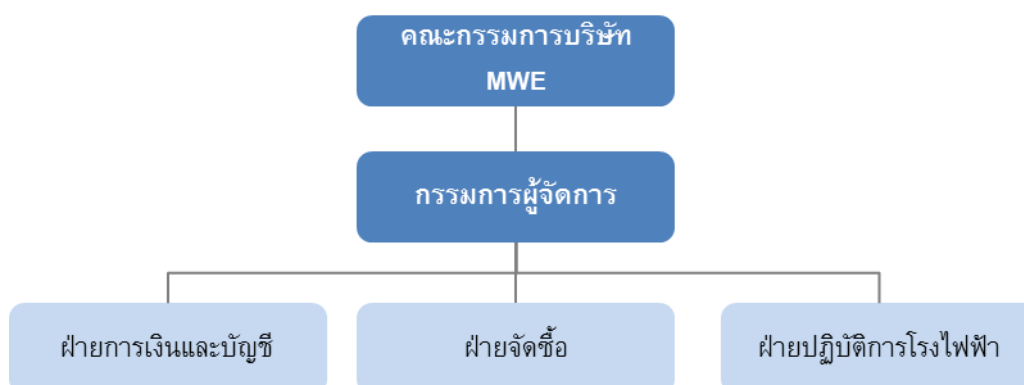 คณะกรรมการบริษัท
MWE
กรรมการผู้จัดการ
ฝ่ายการเงินและบัญชี
ฝ่ายจัดซื้อ
ฝ่ายปฏิบัติการโรงไฟฟ้า